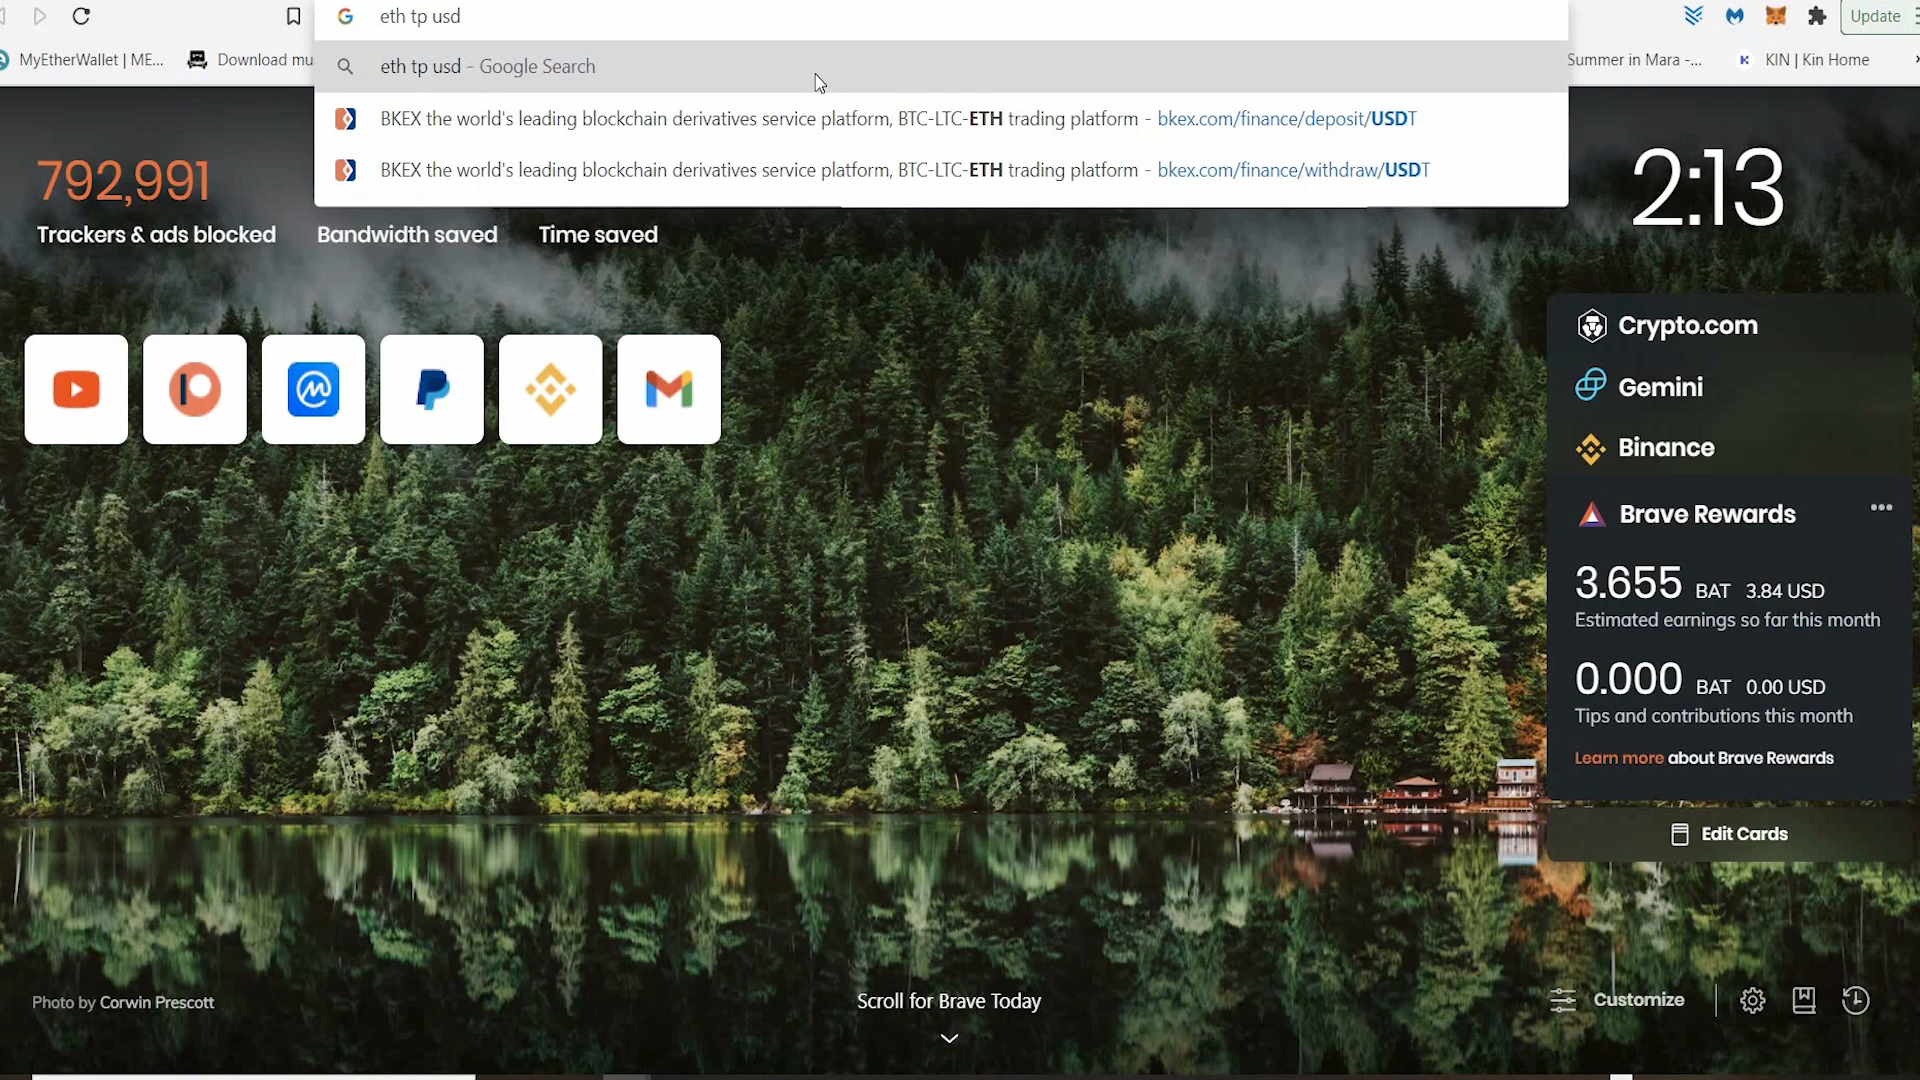 eth tp usd
Update
MyEtherWallet | ME...
Download mu
eth tp usd - Google Search
Summer in Mara -...
KIN | Kin Home
BKEX the world's leading blockchain derivatives service platform, BTC-LTC-ETH trading platform - bkex.com/finance/deposit/USDT
BKEX the world's leading blockchain derivatives service platform, BTC-LTC-ETH trading platform - bkex.com/finance/withdraw/USDT
792,991
Trackers & ads blocked
Bandwidth saved
Time saved
2:13
Crypto.com
Gemini
Binance
Brave Rewards
3.655 BAT 3.84 USD
Estimated earnings so far this month
0.000 BAT 0.00 USD
Tips and contributions this month
Learn more about Brave Rewards
Edit Cards
Photo by Corwin Prescott
Scroll for Brave Today
Customize